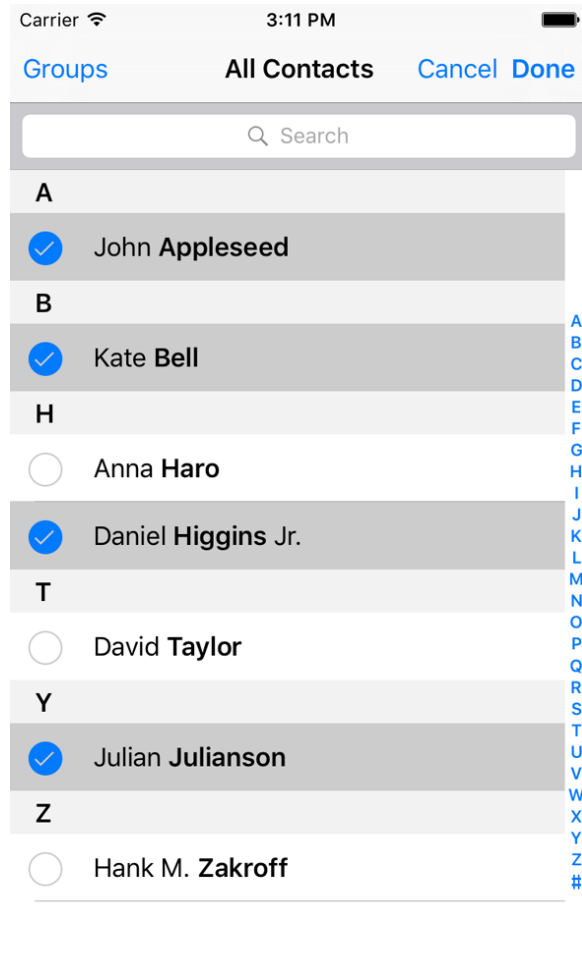 Carrier 3:11 PM
Groups All Contacts Cancel Done
Search
A
John Appleseed
B
Kate Bell
H
Anna Haro
Daniel Higgins Jr.
T
David Taylor
Y
Julian Julianson
Z
Hank M. Zakroff
A
B
C
D
E
F
G
H
I
J
K
L
M
N
O
P
Q
R
S
T
U
V
W
X
Y
Z
#